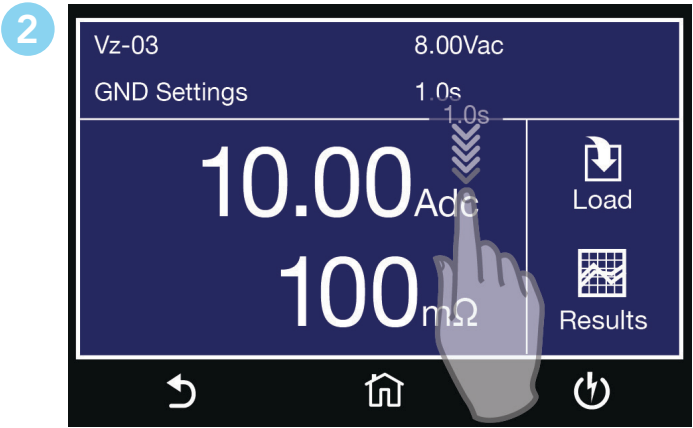 2
Vz-03 8.00Vac
GND Settings 1.0s
1.0s
10.00Adc
Load
100mΩ
Results